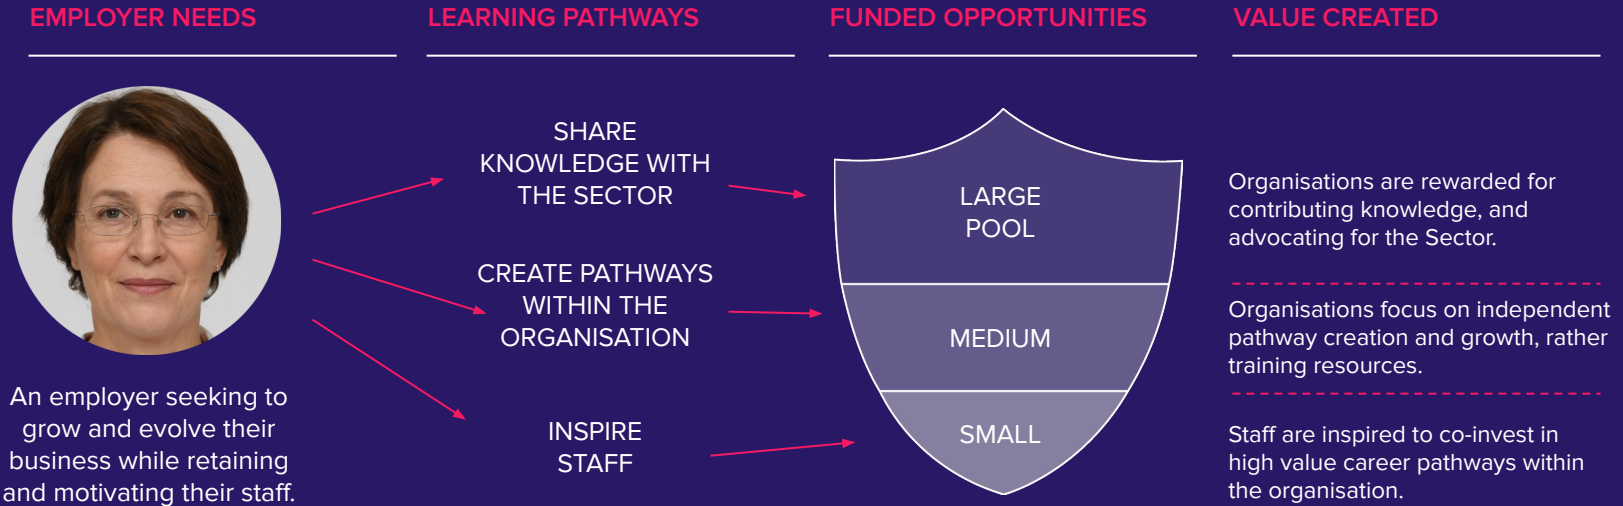 EMPLOYER NEEDS
LEARNING PATHWAYS
FUNDED OPPORTUNITIES
VALUE CREATED
An employer seeking to
grow and evolve their
business while retaining
and motivating their staff.
SHARE
KNOWLEDGE WITH
THE SECTOR
CREATE PATHWAYS
WITHIN THE
ORGANISATION
INSPIRE
STAFF
LARGE
POOL
MEDIUM
SMALL
Organisations are rewarded for
contributing knowledge, and
advocating for the Sector.
Organisations focus on independent
pathway creation and growth, rather
training resources.
Staff are inspired to co-invest in
high value career pathways within
the organisation.